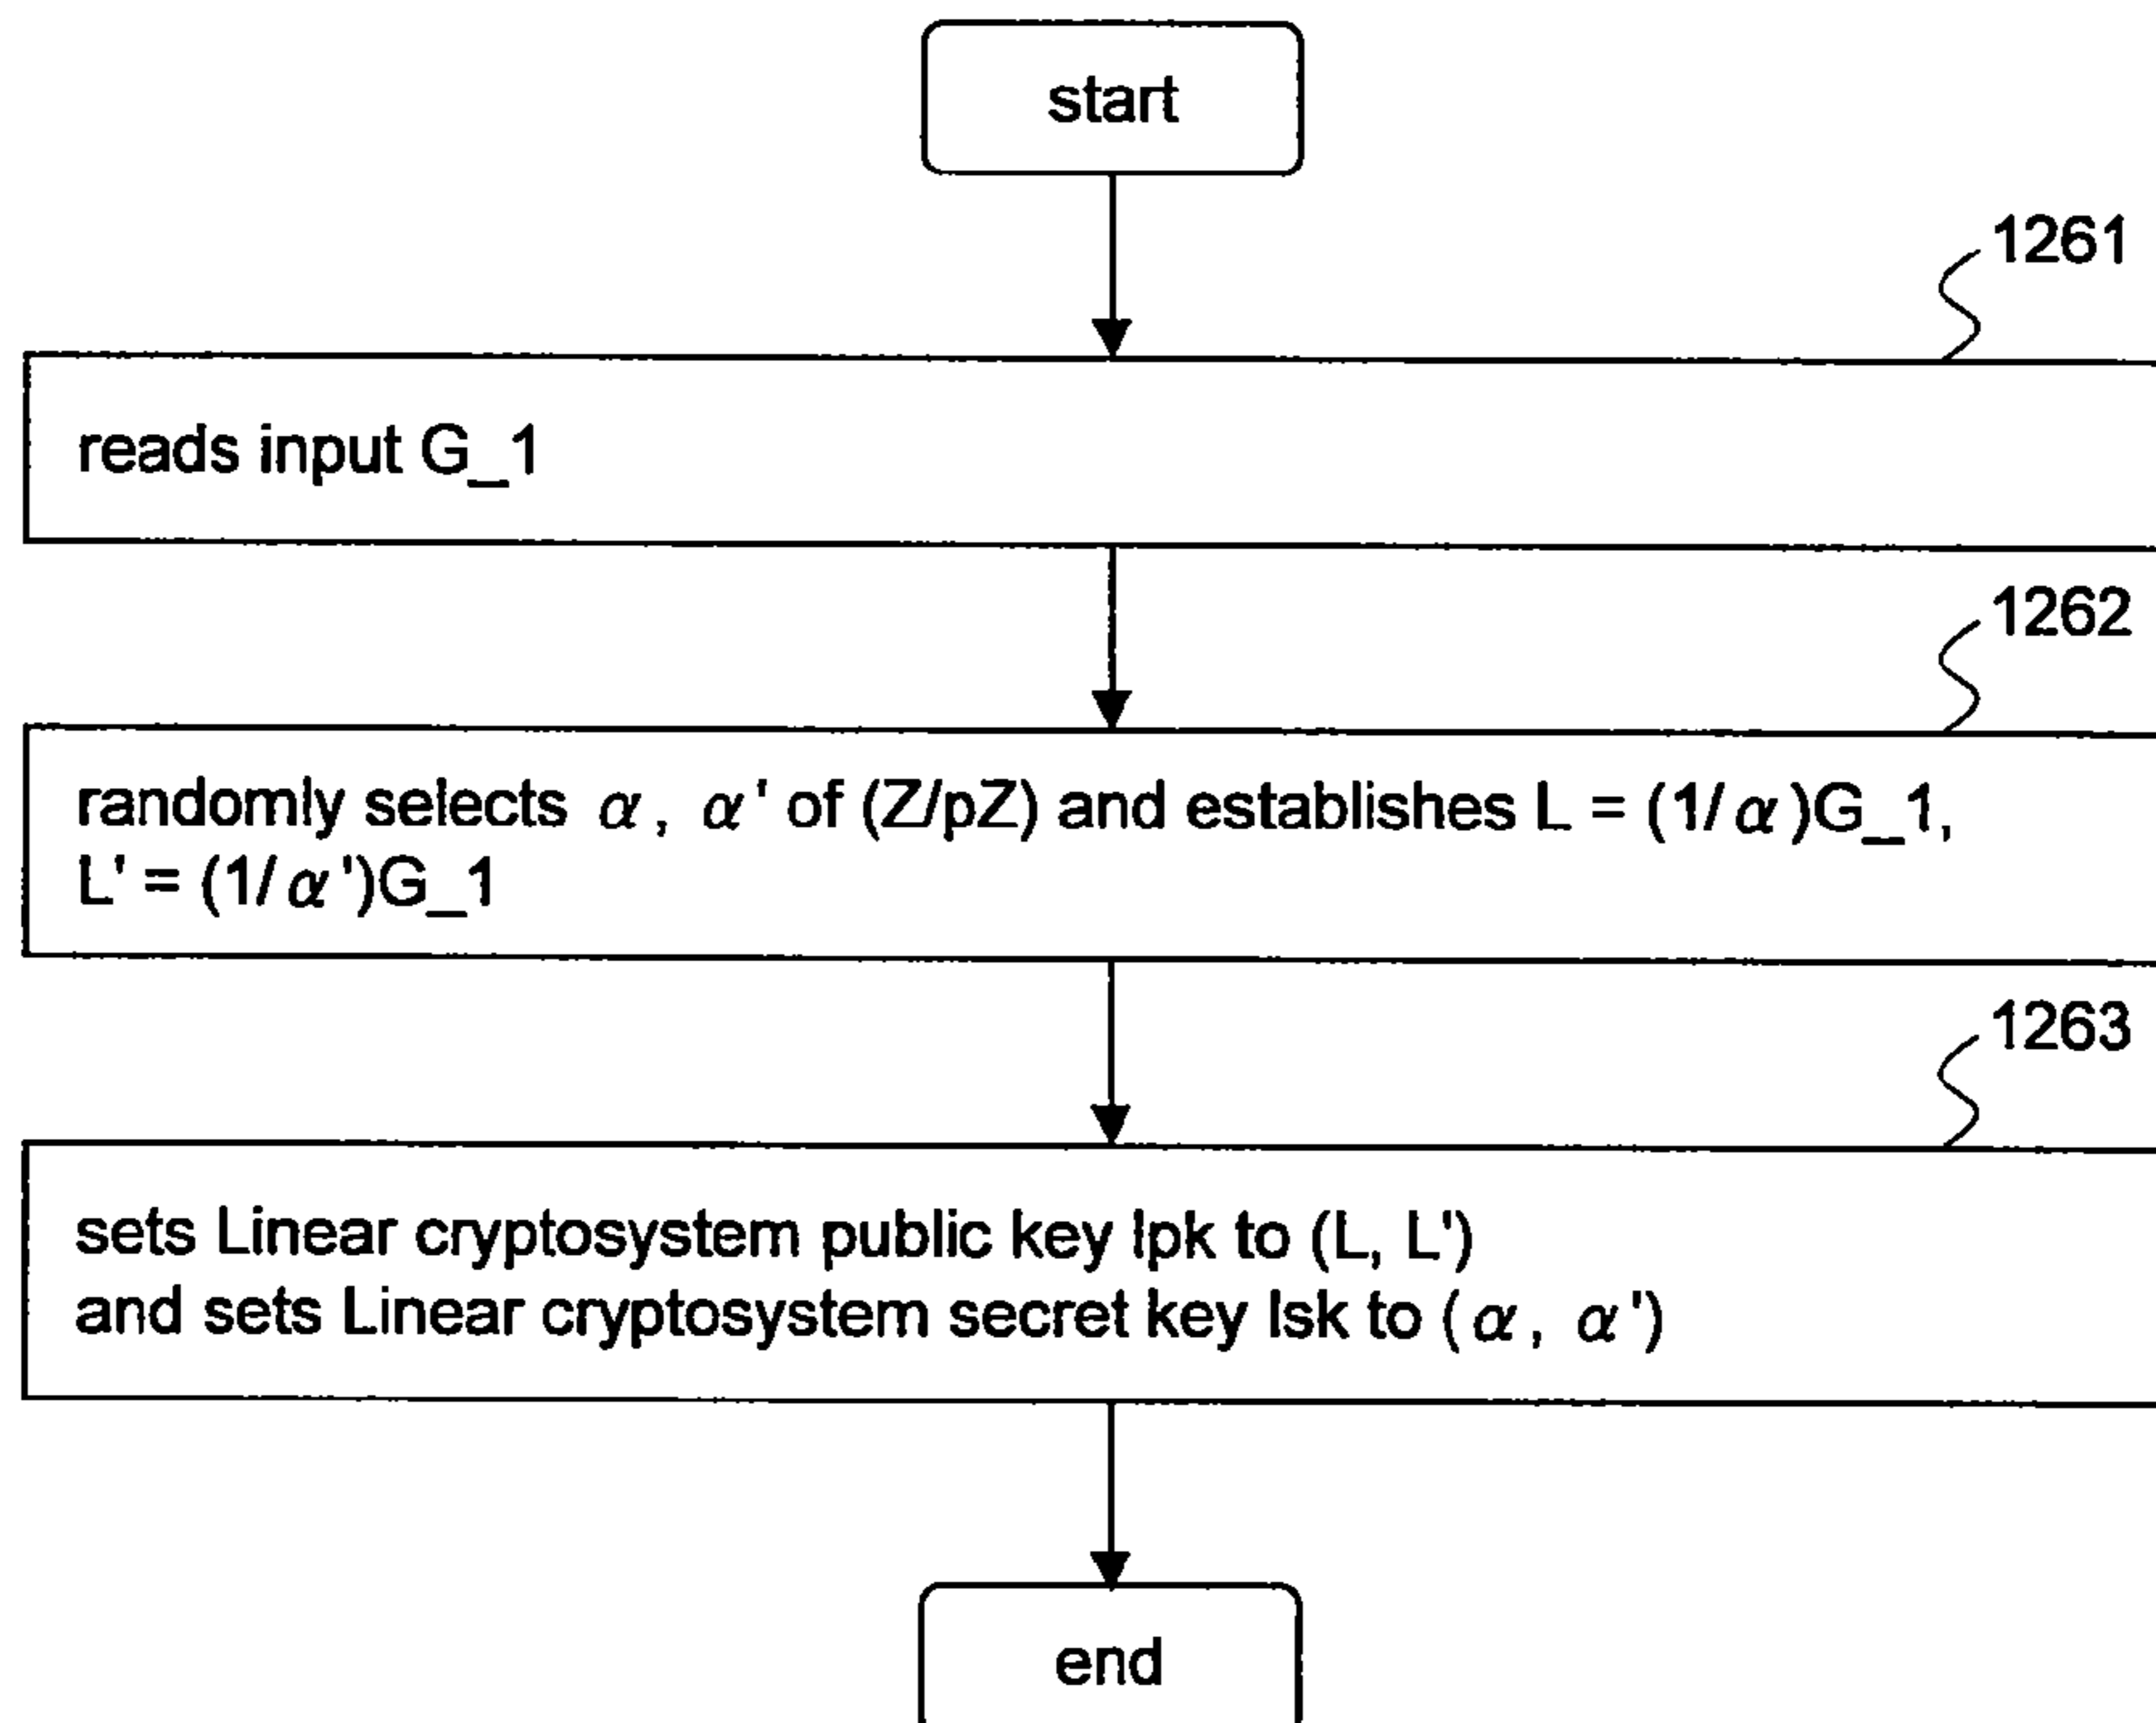 start
1261
reads input G_1
1262
randomly selects α, α' of (Z/pZ) and establishes L = (1/α)G_1,
L' = (1/α')G_1
1263
sets Linear cryptosystem public key lpk to (L, L')
and sets Linear cryptosystem secret key lsk to (α, α')
end